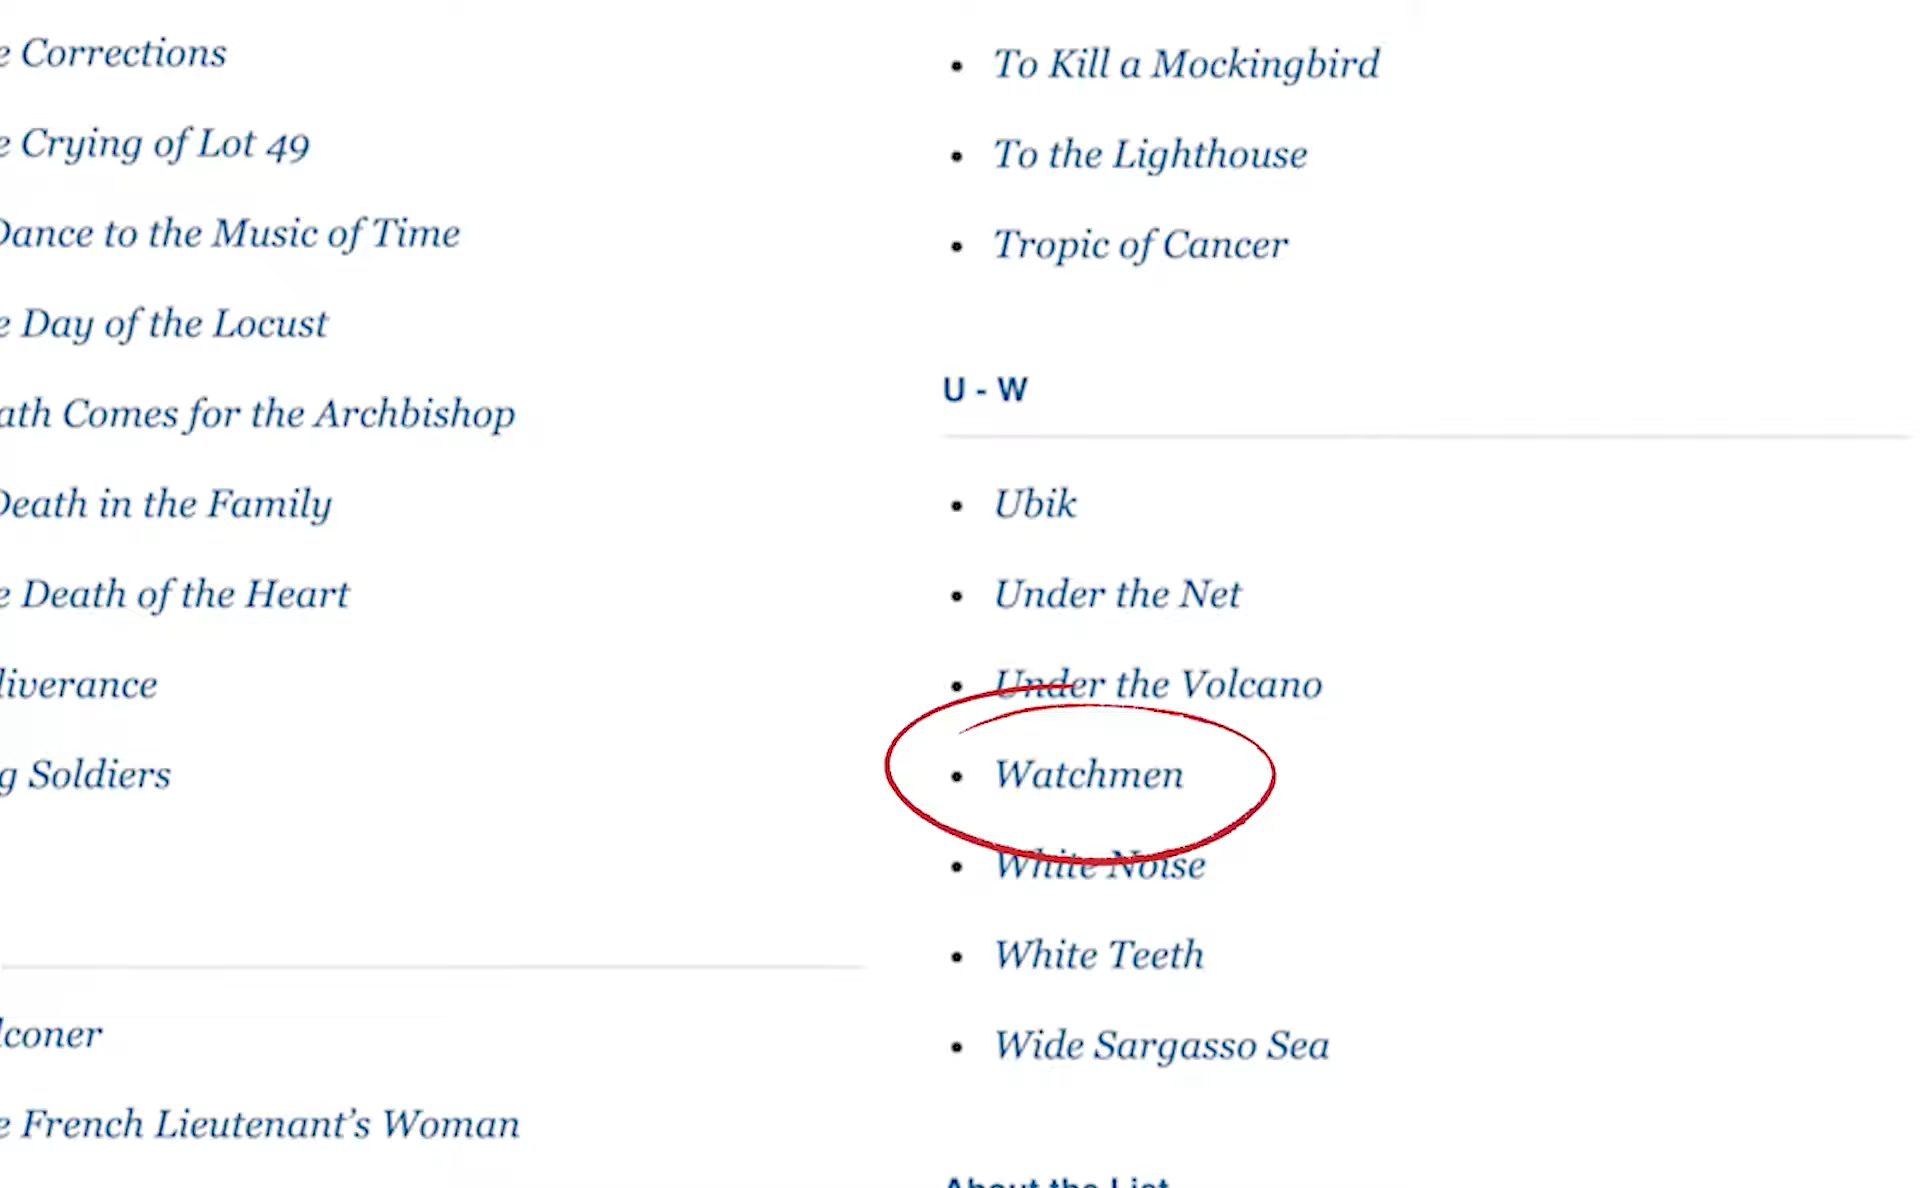 e Corrections
e Crying of Lot 49
Dance to the Music of Time
e Day of the Locust
ath Comes for the Archbishop
Death in the Family
e Death of the Heart
liverance
g Soldiers
lconer
e French Lieutenant’s Woman
• To Kill a Mockingbird
• To the Lighthouse
• Tropic of Cancer
U - W
• Ubik
• Under the Net
• Under the Volcano
• Watchmen
• White Noise
• White Teeth
• Wide Sargasso Sea
About the List